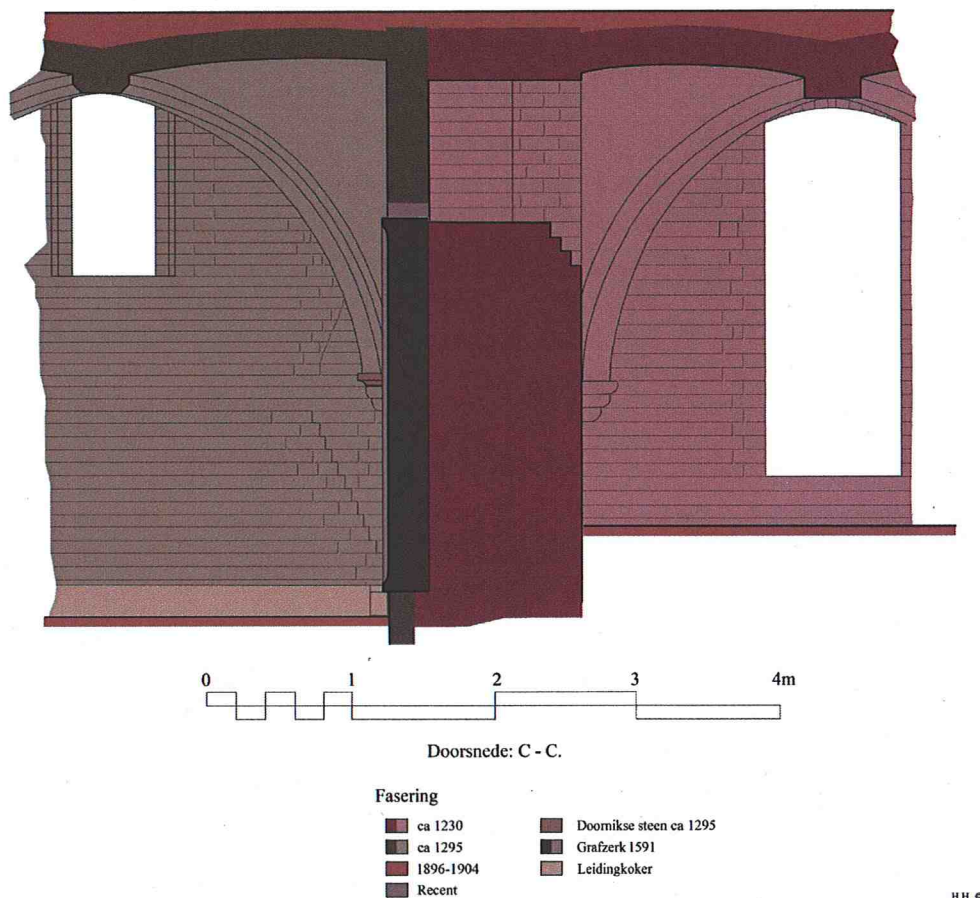 0 1 2 3 4m
Doorsnede: C - C.
Fasering
ca 1230
ca 1295
1896-1904
Recent
Doornikse steen ca 1295
Grafzerk 1591
Leidingkoker